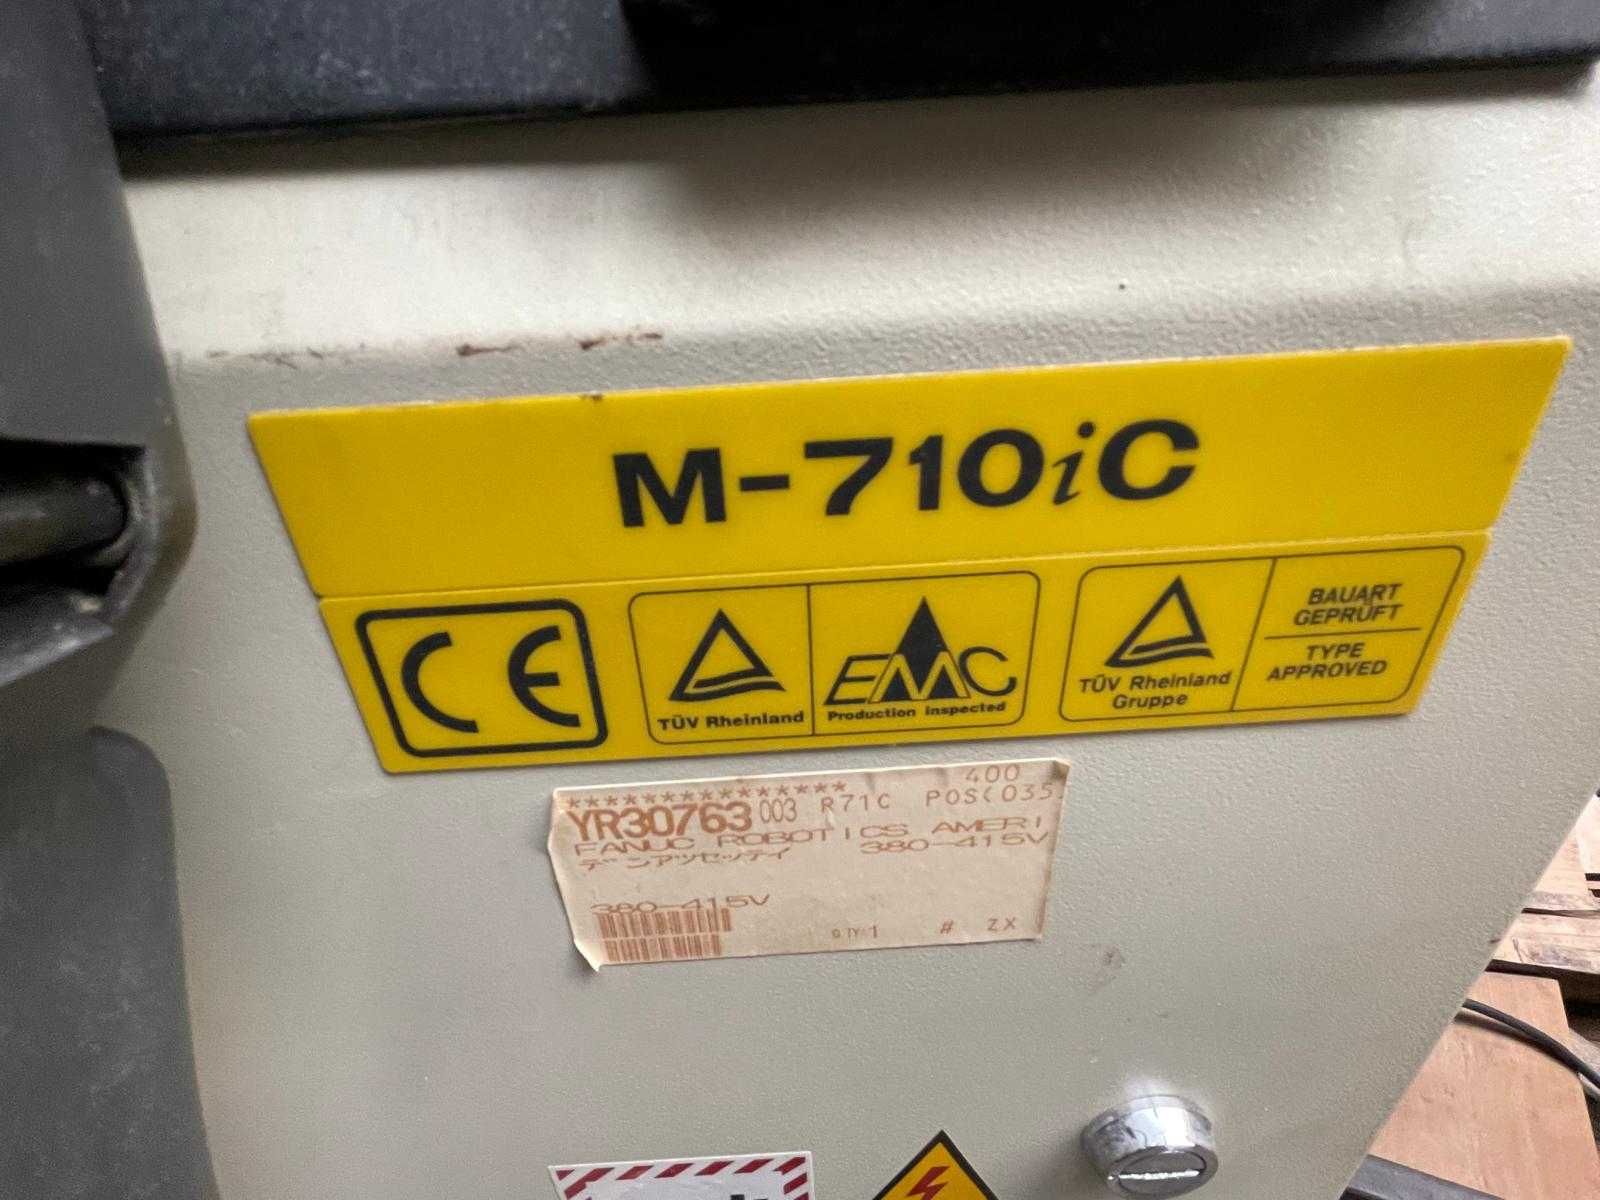 M-710iC
CE
TÜV Rheinland
EMC
Production Inspected
TÜV Rheinland
Gruppe
BAUART
GEPRÜFT
TYPE
APPROVED
400
***************
YR30763 003 R71C POS(035.
FANUC ROBOTICS AMERI
デンアツセッテイ 380-415V
380-415V
QTY 1 # ZX